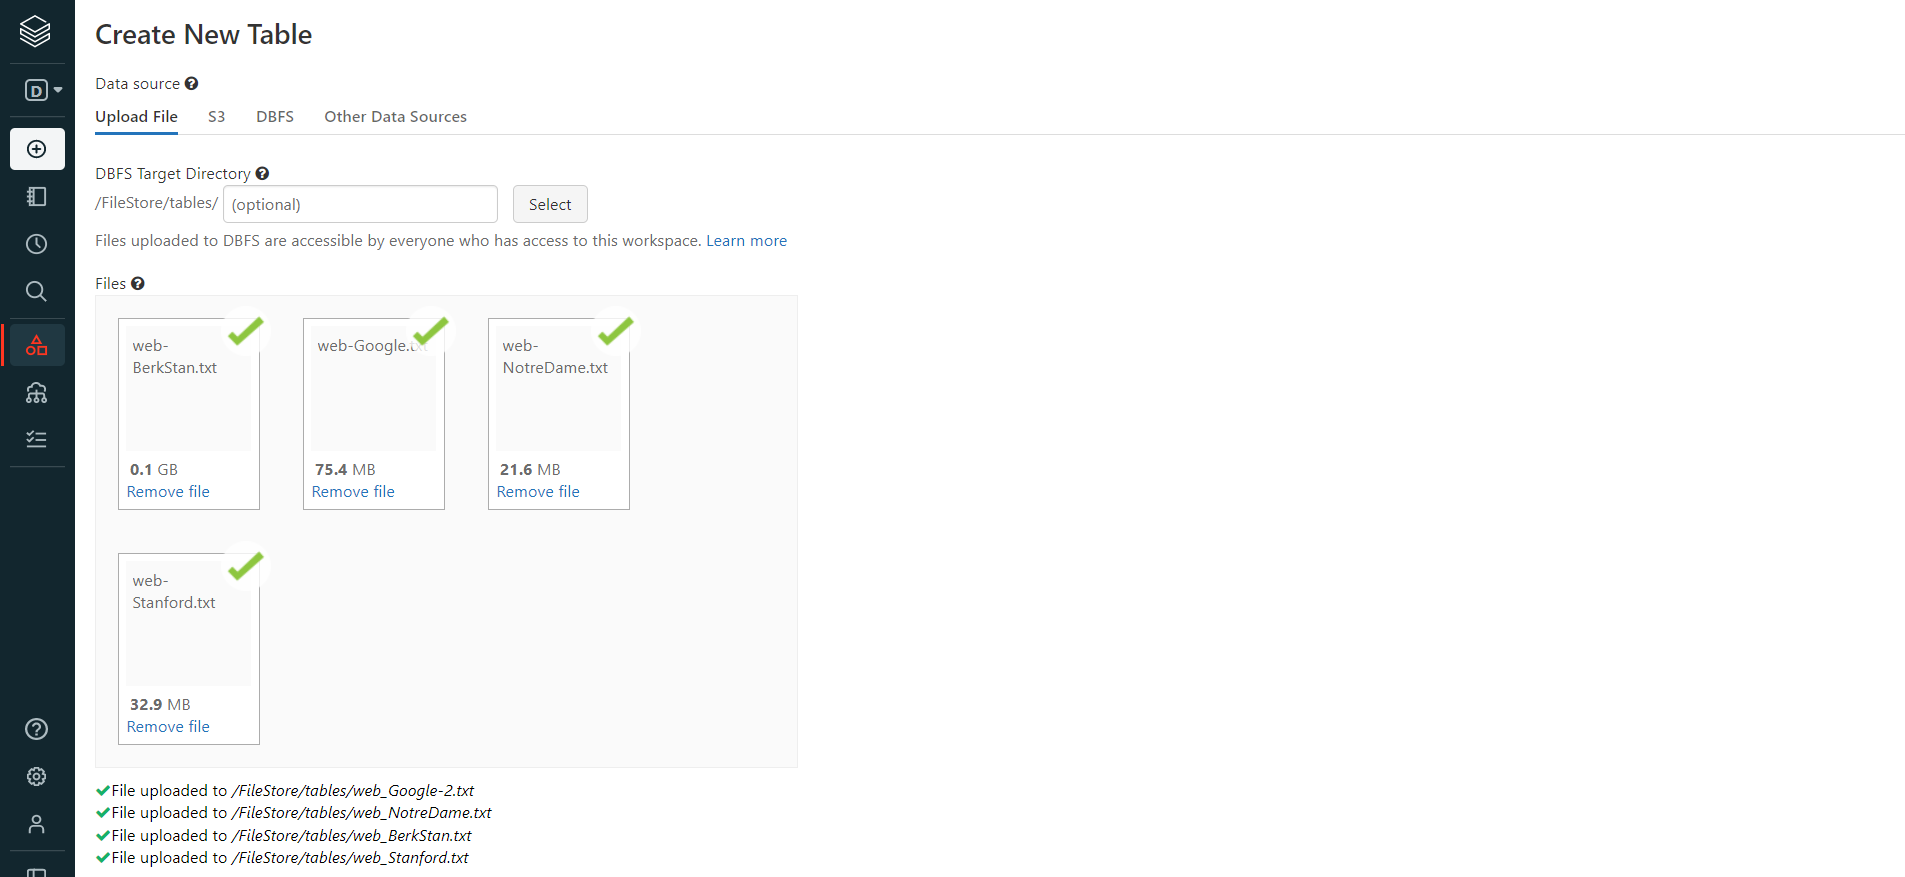 Create New Table
D
Data source
Upload File S3 DBFS Other Data Sources
DBFS Target Directory
/FileStore/tables/ (optional) Select
Files uploaded to DBFS are accessible by everyone who has access to this workspace. Learn more
Files
web-
BerkStan.txt
0.1 GB
Remove file
web-Google.txt
75.4 MB
Remove file
web-
NotreDame.txt
21.6 MB
Remove file
web-
Stanford.txt
32.9 MB
Remove file
File uploaded to /FileStore/tables/web_Google-2.txt
File uploaded to /FileStore/tables/web_NotreDame.txt
File uploaded to /FileStore/tables/web_BerkStan.txt
File uploaded to /FileStore/tables/web_Stanford.txt